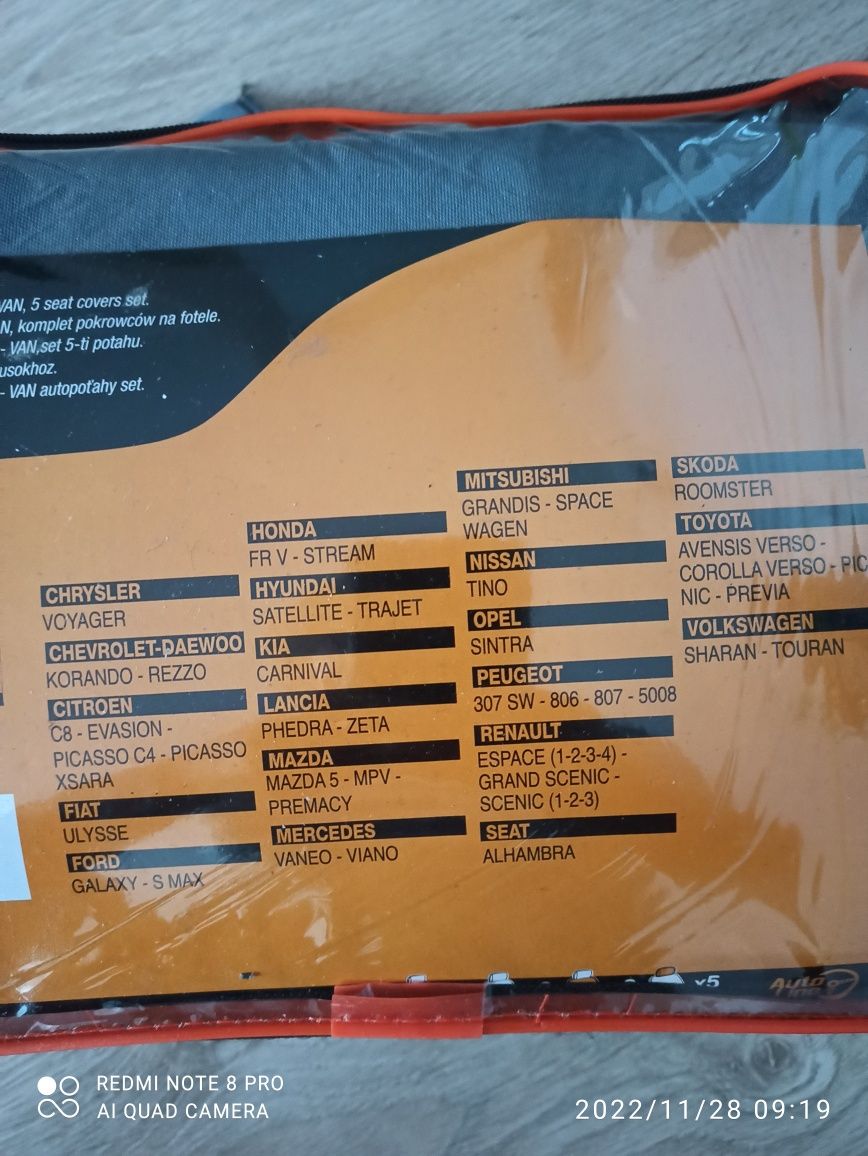 VAN, 5 seat covers set.
N, komplet pokrowców na fotele.
- VAN,set 5-ti potahu.
usokhoz.
- VAN autopoťahy set.
CHRYSLER
VOYAGER
CHEVROLET-DAEWOO
KORANDO - REZZO
CITROEN
C8 - EVASION -
PICASSO C4 - PICASSO
XSARA
FIAT
ULYSSE
FORD
GALAXY - S MAX
HONDA
FR V - STREAM
HYUNDAI
SATELLITE - TRAJET
KIA
CARNIVAL
LANCIA
PHEDRA - ZETA
MAZDA
MAZDA 5 - MPV -
PREMACY
MERCEDES
VANEO - VIANO
MITSUBISHI
GRANDIS - SPACE
WAGEN
NISSAN
TINO
OPEL
SINTRA
PEUGEOT
307 SW - 806 - 807 - 5008
RENAULT
ESPACE (1-2-3-4) -
GRAND SCENIC -
SCENIC (1-2-3)
SEAT
ALHAMBRA
SKODA
ROOMSTER
TOYOTA
AVENSIS VERSO -
COROLLA VERSO - PIC
NIC - PREVIA
VOLKSWAGEN
SHARAN - TOURAN
x5
Auto
line
REDMI NOTE 8 PRO
AI QUAD CAMERA
2022/11/28 09:19